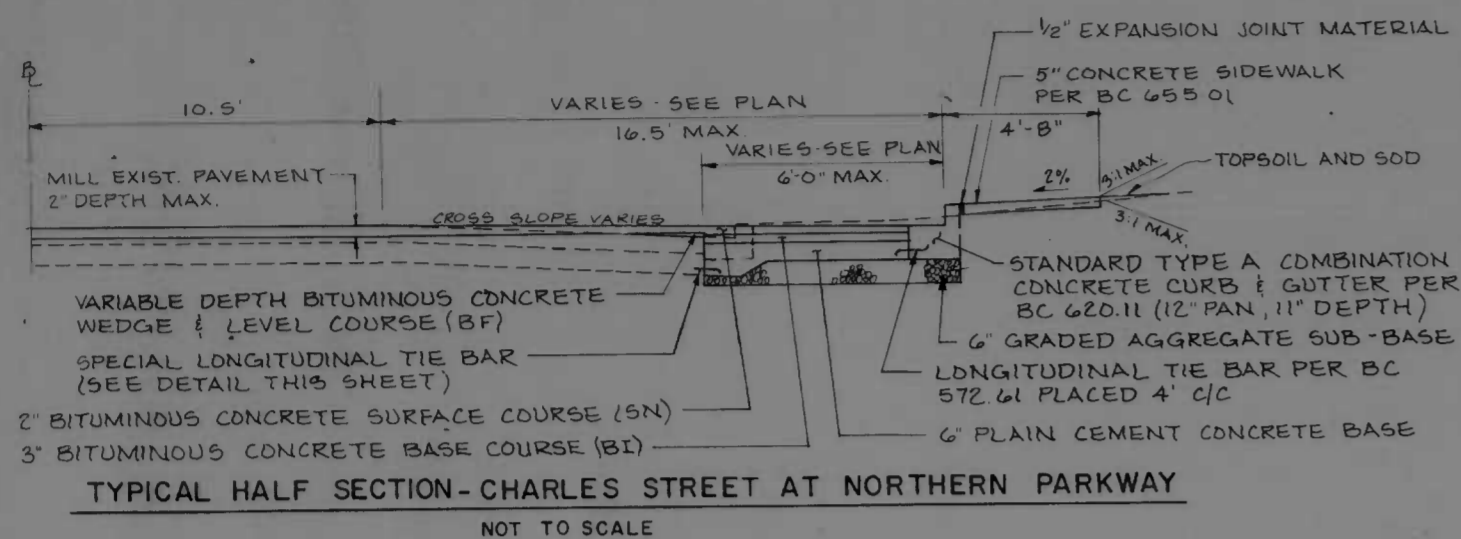 1/2" EXPANSION JOINT MATERIAL
5" CONCRETE SIDEWALK
PER BC 655 01
10.5'
VARIES - SEE PLAN
16.5' MAX.
4'-8"
VARIES-SEE PLAN
6'-0" MAX.
MILL EXIST. PAVEMENT
2" DEPTH MAX.
CROSS SLOPE VARIES
2%
3:1 MAX.
TOPSOIL AND SOD
3:1 MAX.
VARIABLE DEPTH BITUMINOUS CONCRETE
WEDGE & LEVEL COURSE (BF)
SPECIAL LONGITUDINAL TIE BAR
(SEE DETAIL THIS SHEET)
2" BITUMINOUS CONCRETE SURFACE COURSE (SN)
3" BITUMINOUS CONCRETE BASE COURSE (BI)
STANDARD TYPE A COMBINATION
CONCRETE CURB & GUTTER PER
BC 620.11 (12" PAN, 11" DEPTH)
6" GRADED AGGREGATE SUB-BASE
LONGITUDINAL TIE BAR PER BC
572.61 PLACED 4' C/C
6" PLAIN CEMENT CONCRETE BASE
TYPICAL HALF SECTION-CHARLES STREET AT NORTHERN PARKWAY
NOT TO SCALE